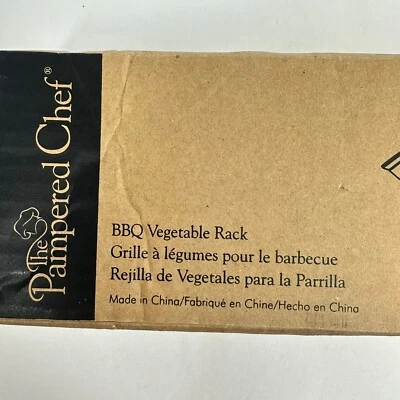 The
Pampered Chef®
BBQ Vegetable Rack
Grille à légumes pour le barbecue
Rejilla de Vegetales para la Parrilla
Made in China/Fabriqué en Chine/Hecho en China